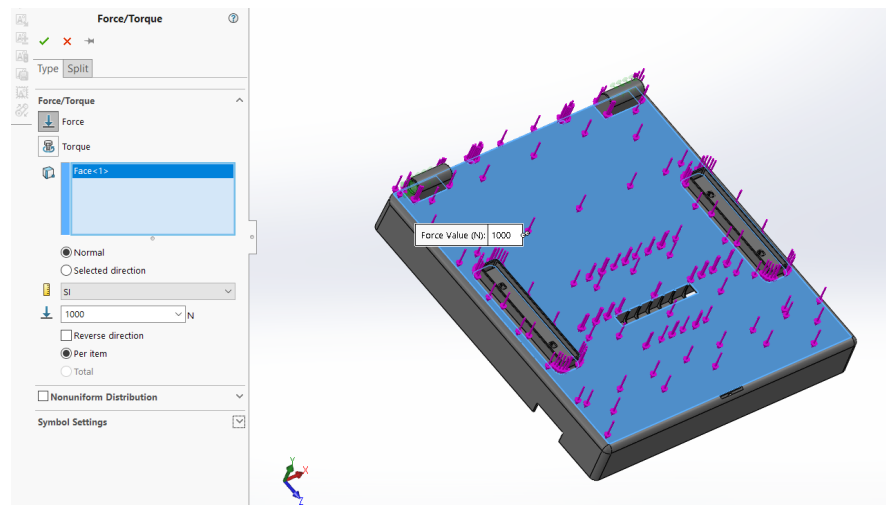 Force/Torque
Type Split
Force/Torque
Force
Torque
Face<1>
Normal
Selected direction
SI
1000 N
Reverse direction
Per item
Total
Nonuniform Distribution
Symbol Settings
Force Value (N): 1000
Y
X
Z